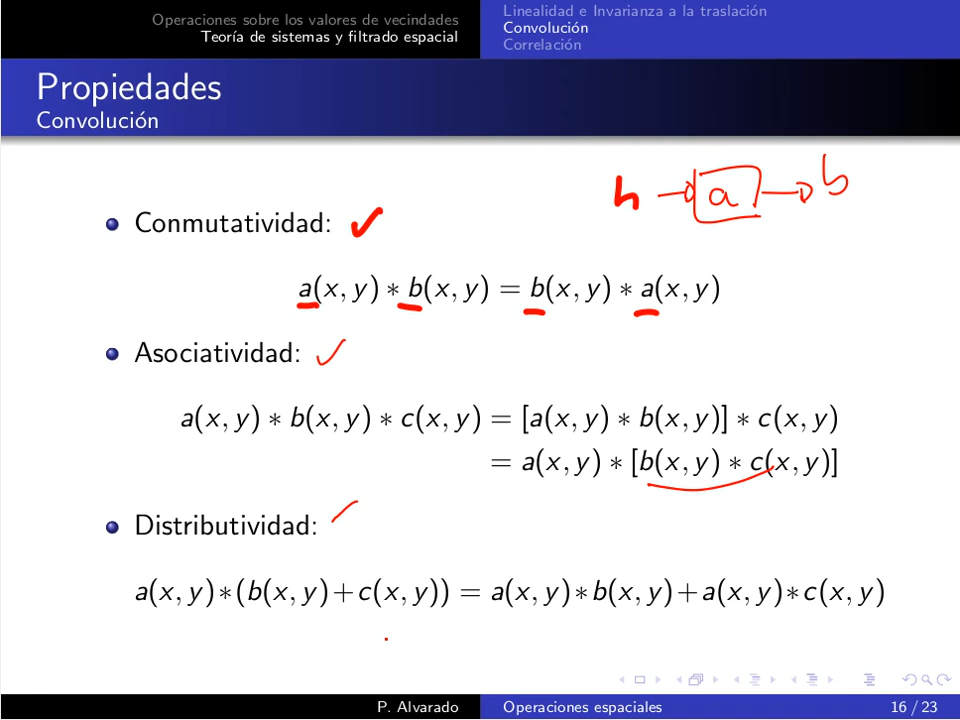 Operaciones sobre los valores de vecindades
Teoría de sistemas y filtrado espacial
Linealidad e Invarianza a la traslación
Convolución
Correlación
Propiedades
Convolución
h a b
Conmutatividad:
a(x, y) ∗ b(x, y) = b(x, y) ∗ a(x, y)
Asociatividad:
a(x, y) ∗ b(x, y) ∗ c(x, y) = [a(x, y) ∗ b(x, y)] ∗ c(x, y)
= a(x, y) ∗ [b(x, y) ∗ c(x, y)]
Distributividad:
a(x, y)∗(b(x, y)+c(x, y)) = a(x, y)∗b(x, y)+a(x, y)∗c(x, y)
P. Alvarado
Operaciones espaciales
16 / 23